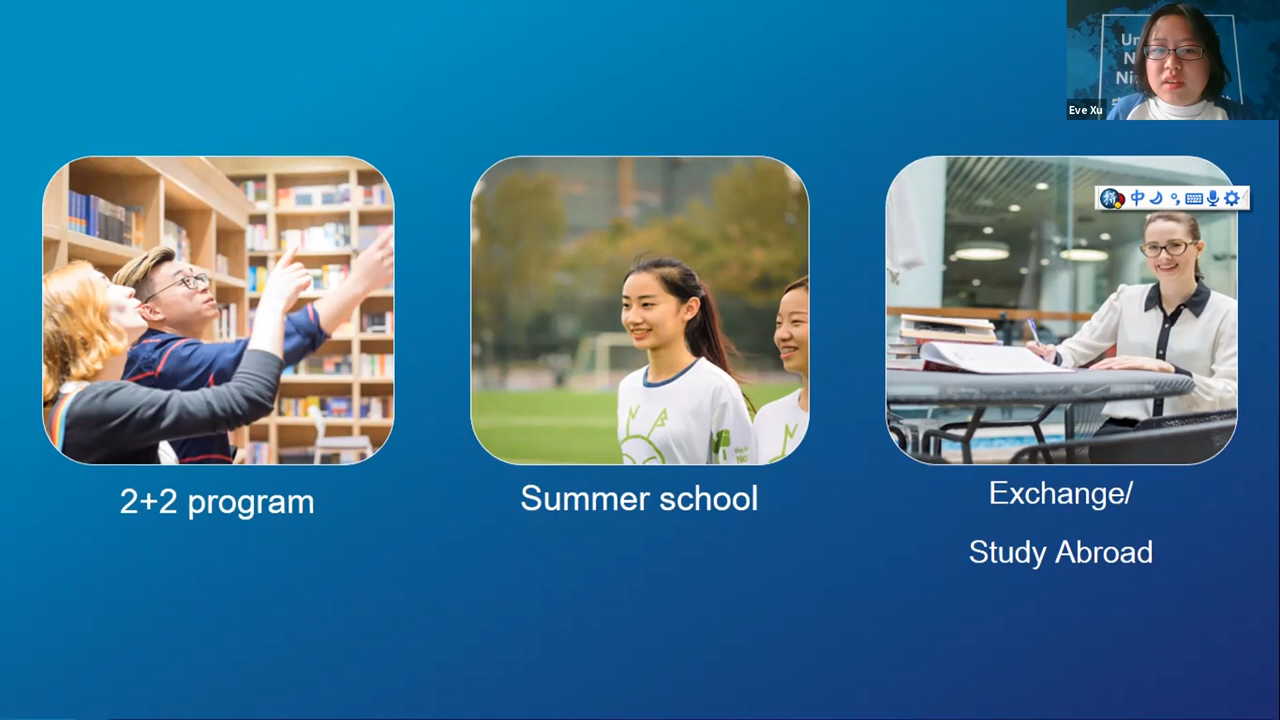 Eve Xu
中
2+2 program
Summer school
Exchange/
Study Abroad